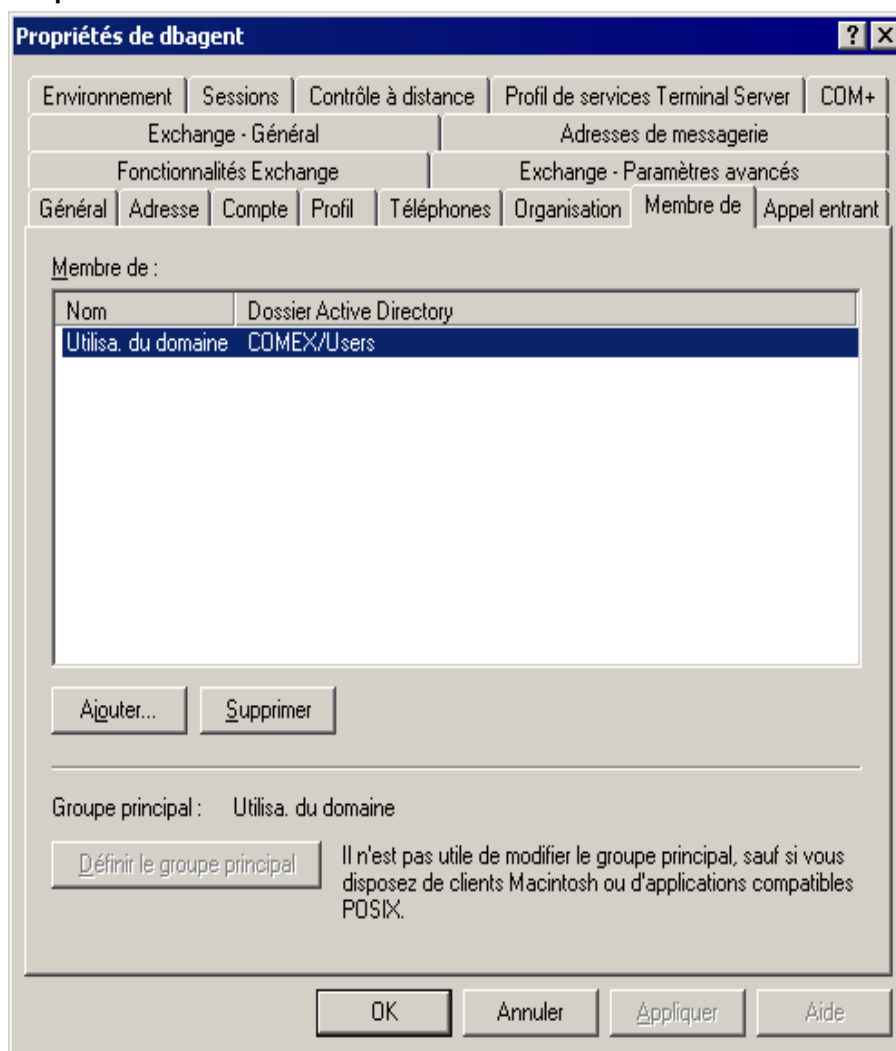 Propriétés de dbagent
Environnement Sessions Contrôle à distance Profil de services Terminal Server COM+
Exchange - Général Adresses de messagerie
Fonctionnalités Exchange Exchange - Paramètres avancés
Général Adresse Compte Profil Téléphones Organisation Membre de Appel entrant
Membre de :
Nom Dossier Active Directory
Utilisa. du domaine COMEX/Users
Ajouter... Supprimer
Groupe principal : Utilisa. du domaine
Définir le groupe principal
Il n'est pas utile de modifier le groupe principal, sauf si vous
disposez de clients Macintosh ou d'applications compatibles
POSIX.
OK Annuler Appliquer Aide